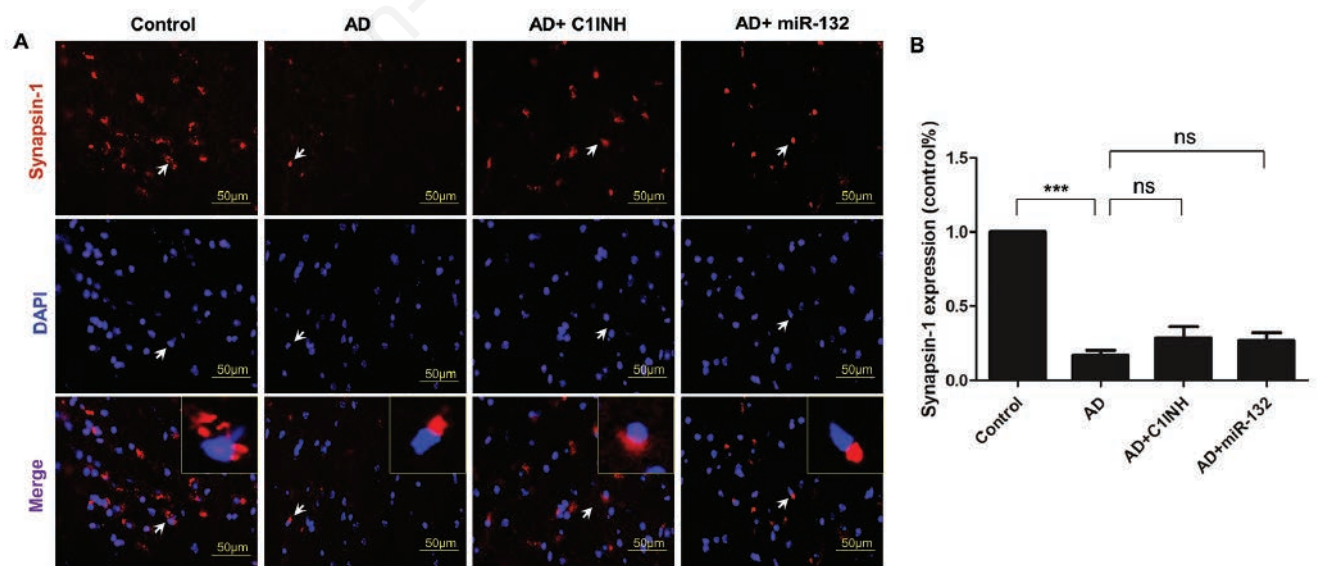 A
Control
AD
AD+ C1INH
AD+ miR-132
Synapsin-1
50µm
50µm
50µm
50µm
DAPI
50µm
50µm
50µm
50µm
Merge
50µm
50µm
50µm
50µm
B
Synapsin-1 expression (control%)
1.5
1.0
0.5
0.0
***
ns
ns
Control
AD
AD+C1INH
AD+miR-132